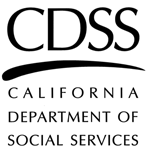 CDSS
CALIFORNIA
DEPARTMENT OF
SOCIAL SERVICES